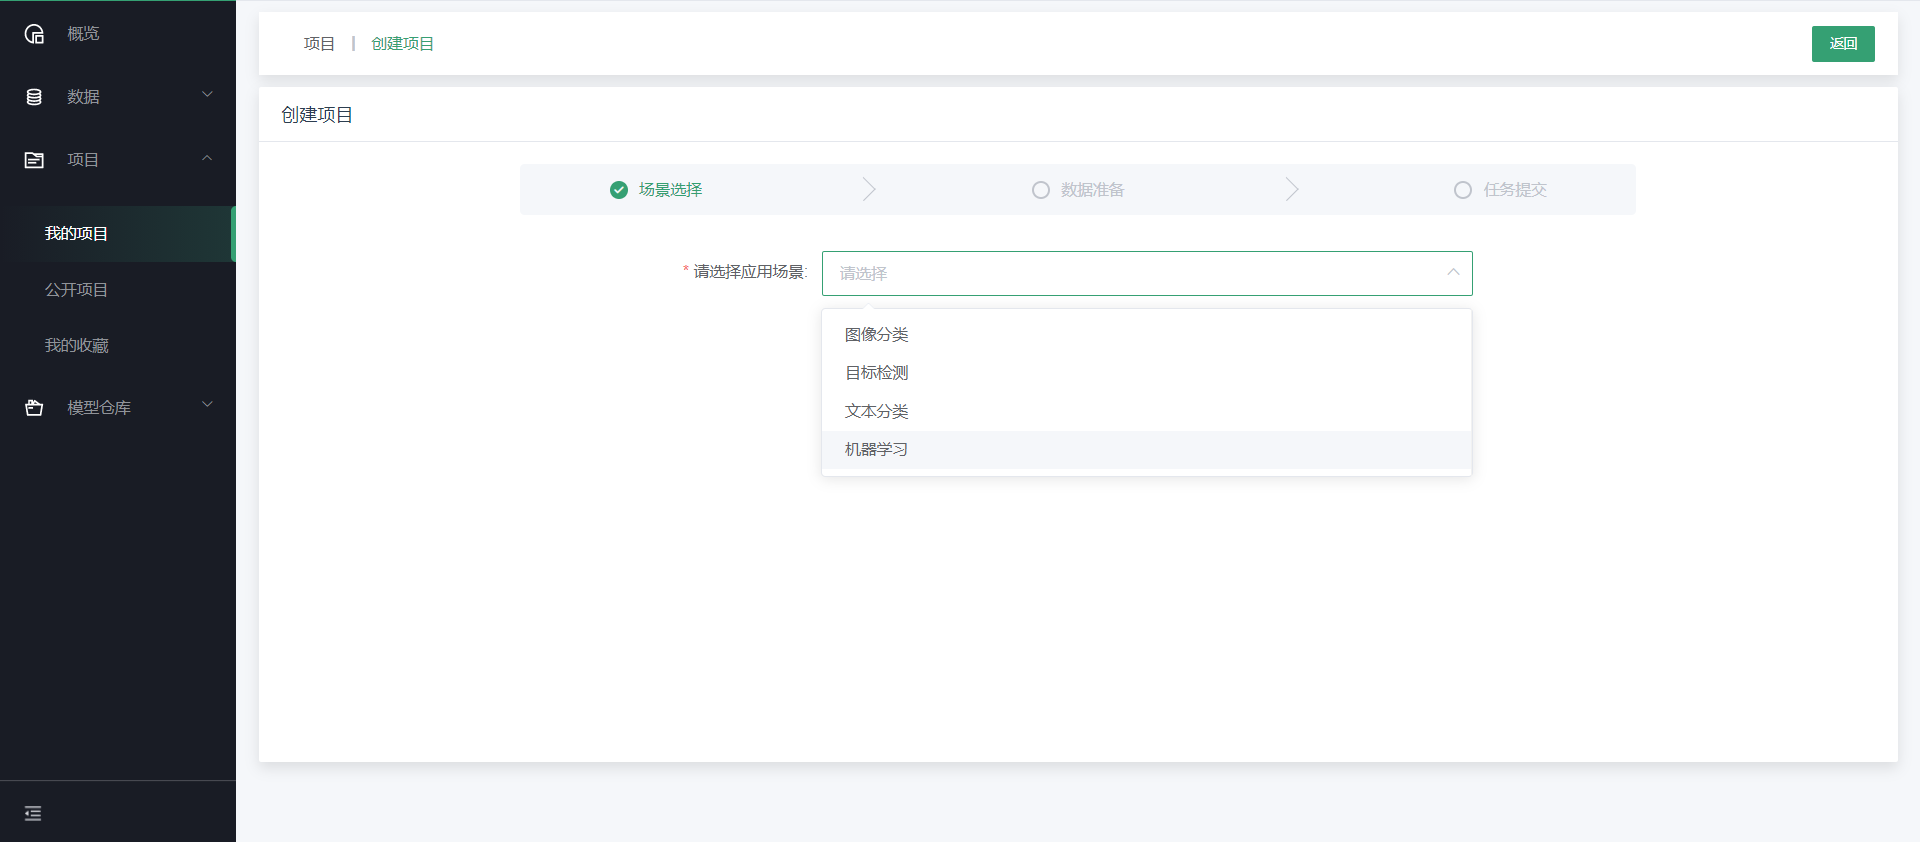 概览
数据
项目
我的项目
公开项目
我的收藏
模型仓库
项目 | 创建项目
返回
创建项目
场景选择
数据准备
任务提交
* 请选择应用场景:
请选择
图像分类
目标检测
文本分类
机器学习